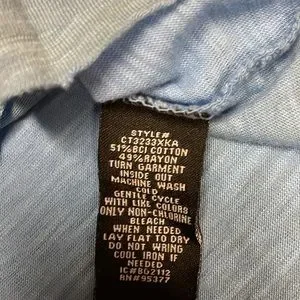 STYLE#
CT3233XKA
51%BCI COTTON
49%RAYON
TURN GARMENT
INSIDE OUT
MACHINE WASH
COLD
GENTLE CYCLE
WITH LIKE COLORS
ONLY NON-CHLORINE
BLEACH
WHEN NEEDED
LAY FLAT TO DRY
DO NOT WRING
COOL IRON IF
NEEDED
IC#BG2112
RN#95377